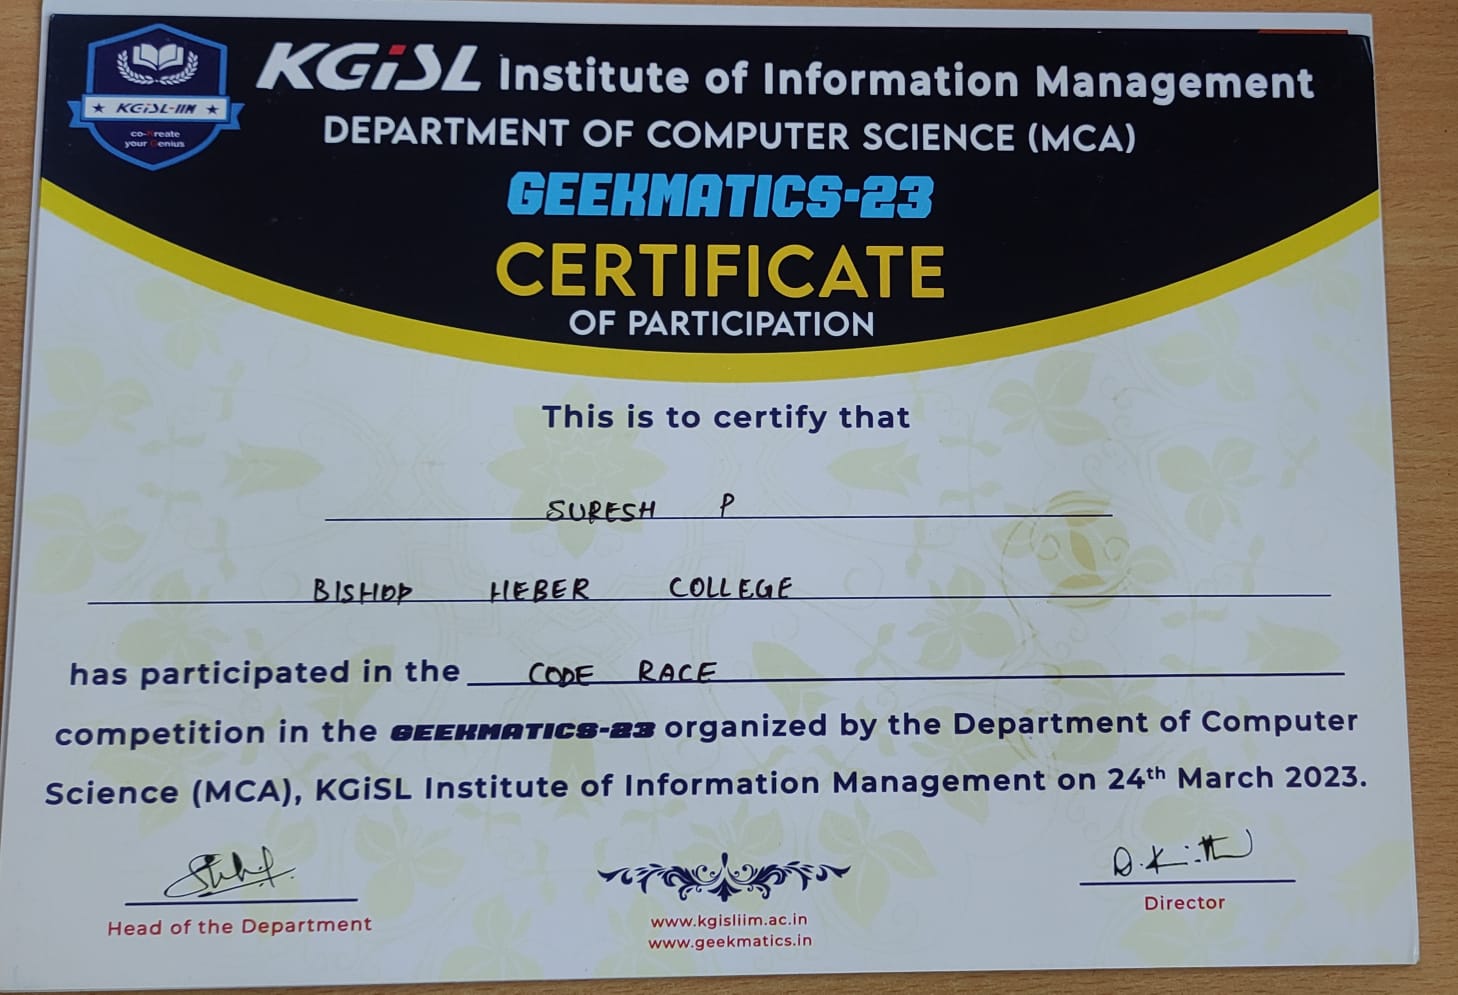 KGiSL Institute of Information Management
★ KGiSL-IIM ★
co-Kreate
your Genius
DEPARTMENT OF COMPUTER SCIENCE (MCA)
GEEKMATICS-23
CERTIFICATE
OF PARTICIPATION
This is to certify that
SURESH P
BISHOP HEBER COLLEGE
has participated in the CODE RACE
competition in the GEEKMATICS-23 organized by the Department of Computer
Science (MCA), KGiSL Institute of Information Management on 24th March 2023.
Head of the Department
www.kgisliim.ac.in
www.geekmatics.in
Director